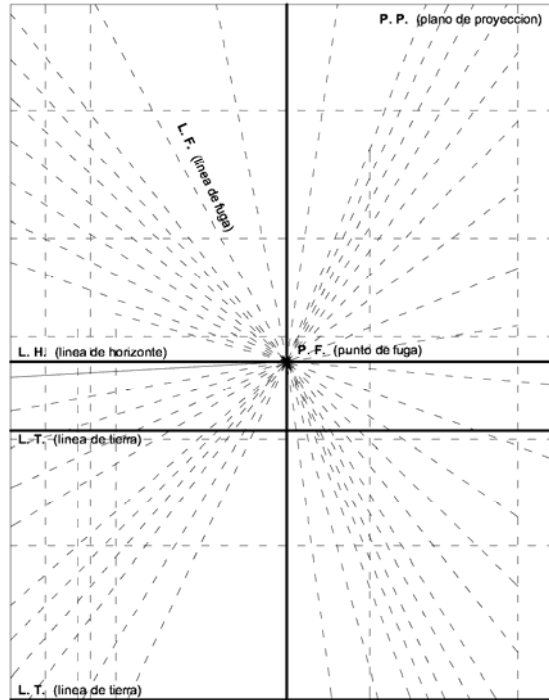 P. P. (plano de proyeccion)
L. F. (linea de fuga)
L. H. (linea de horizonte)
P. F. (punto de fuga)
L. T. (linea de tierra)
L. T. (linea de tierra)